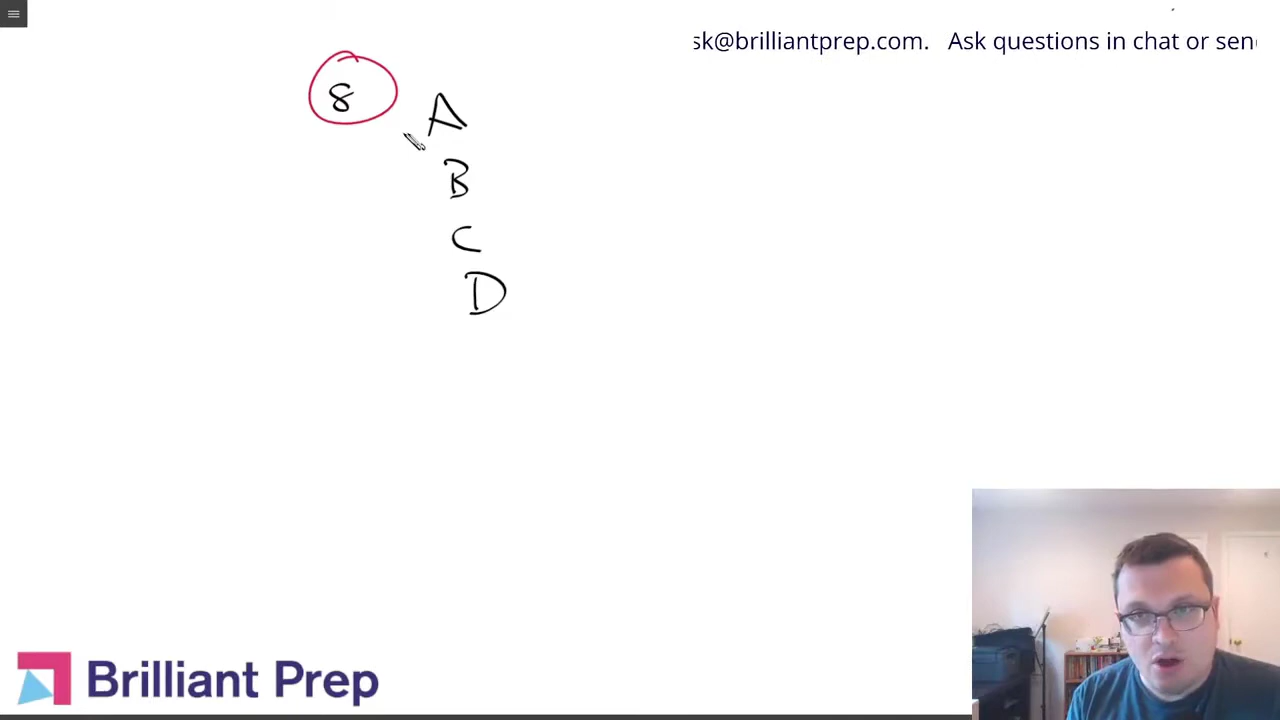 sk@brilliantprep.com. Ask questions in chat or sen
8
A
B
C
D
Brilliant Prep